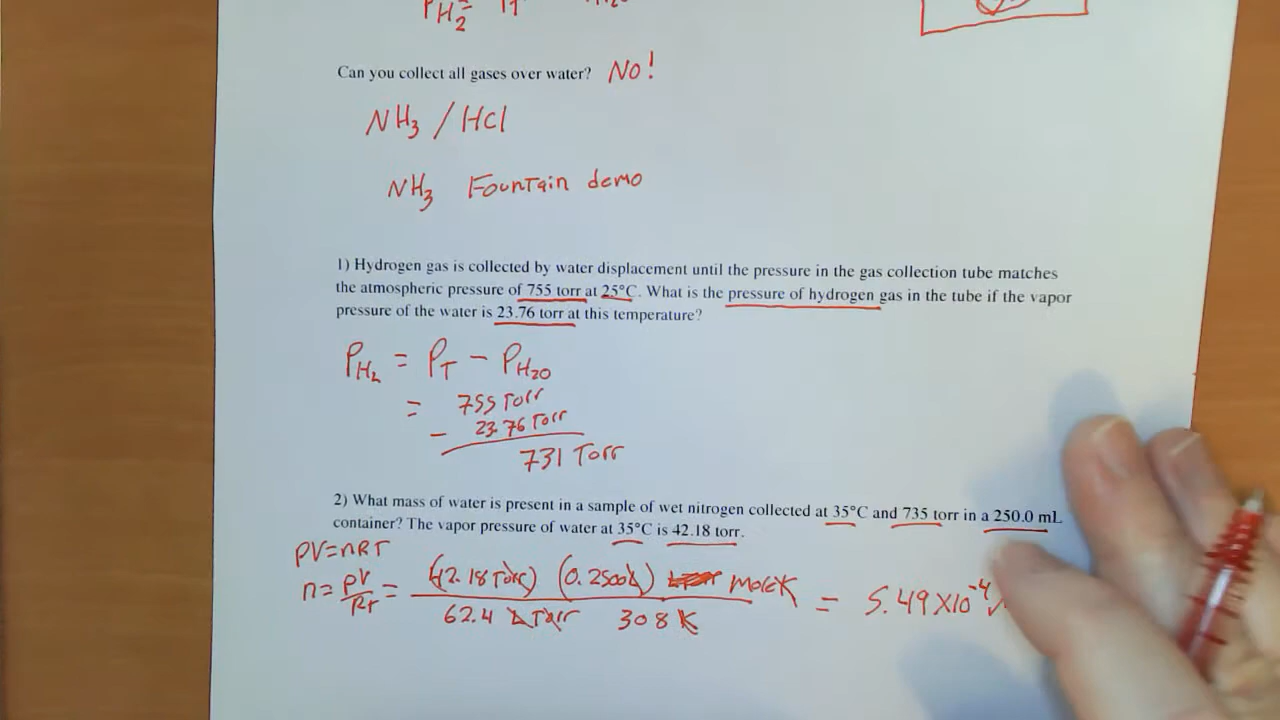 PH2 =
Can you collect all gases over water? No!
NH3 / HCl
NH3 Fountain demo
1) Hydrogen gas is collected by water displacement until the pressure in the gas collection tube matches
the atmospheric pressure of 755 torr at 25°C. What is the pressure of hydrogen gas in the tube if the vapor
pressure of the water is 23.76 torr at this temperature?
PH2 = PT - PH2O
= 755 Torr
- 23.76 Torr
731 Torr
2) What mass of water is present in a sample of wet nitrogen collected at 35°C and 735 torr in a 250.0 mL
container? The vapor pressure of water at 35°C is 42.18 torr.
PV=nRT
n = PV = (42.18 Torr) (0.2500L) mole K = 5.49 x 10^-4
RT 62.4 L Torr 308 K